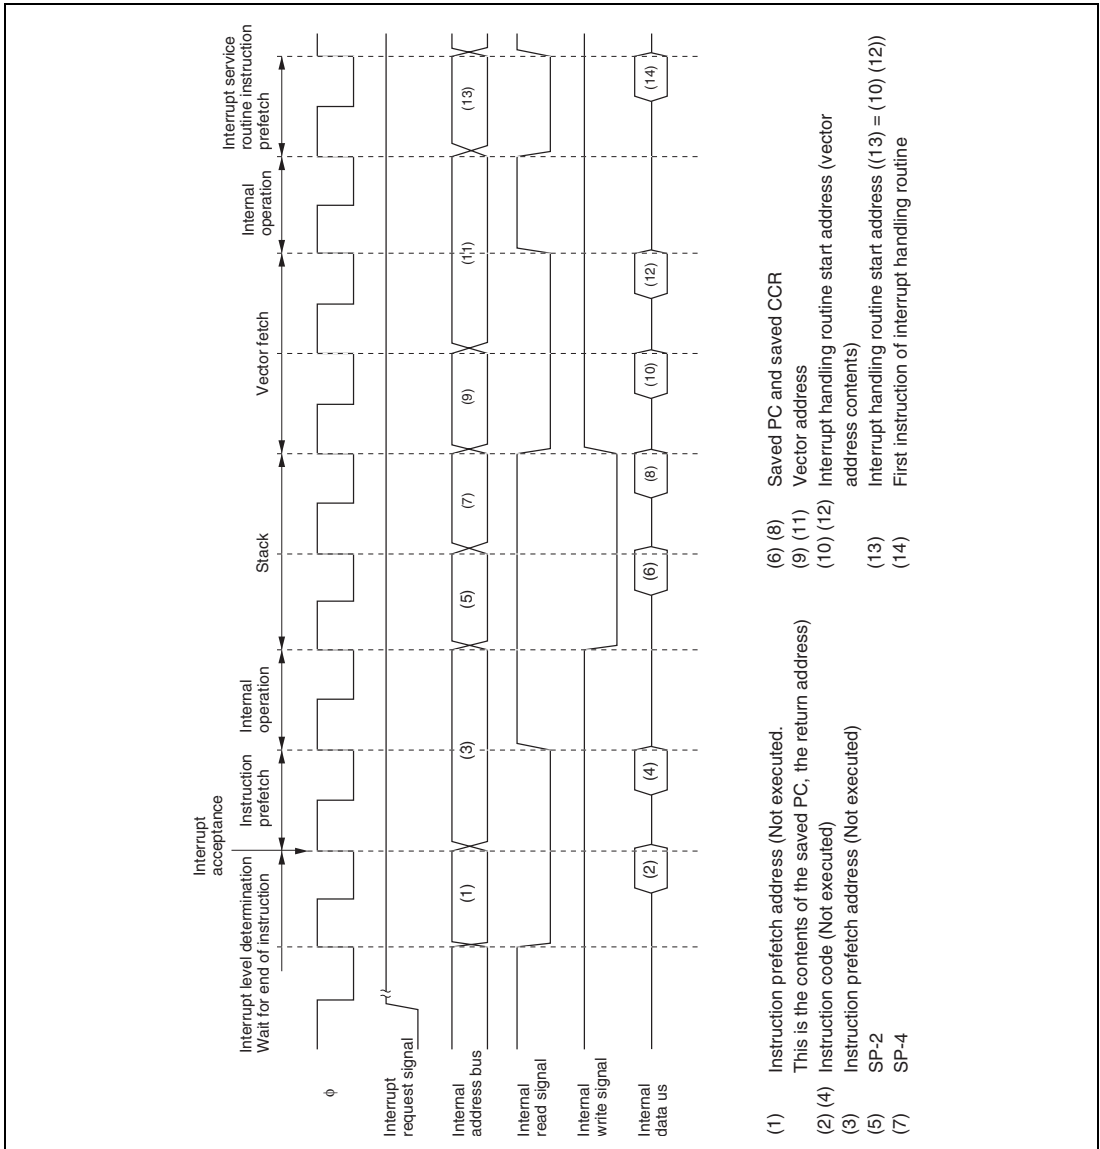 Interrupt
acceptance
Interrupt level determination
Wait for end of instruction
Instruction
prefetch
Internal
operation
Stack
Vector fetch
Internal
operation
Interrupt service
routine instruction
prefetch
φ
Interrupt
request signal
Internal
address bus
(1)
(3)
(5)
(7)
(9)
(11)
(13)
Internal
read signal
Internal
write signal
Internal
data us
(2)
(4)
(6)
(8)
(10)
(12)
(14)
(1) Instruction prefetch address (Not executed.
This is the contents of the saved PC, the return address)
(2) (4) Instruction code (Not executed)
(3) Instruction prefetch address (Not executed)
(5) SP-2
(7) SP-4
(6) (8) Saved PC and saved CCR
(9) (11) Vector address
(10) (12) Interrupt handling routine start address (vector
address contents)
(13) Interrupt handling routine start address ((13) = (10) (12))
(14) First instruction of interrupt handling routine